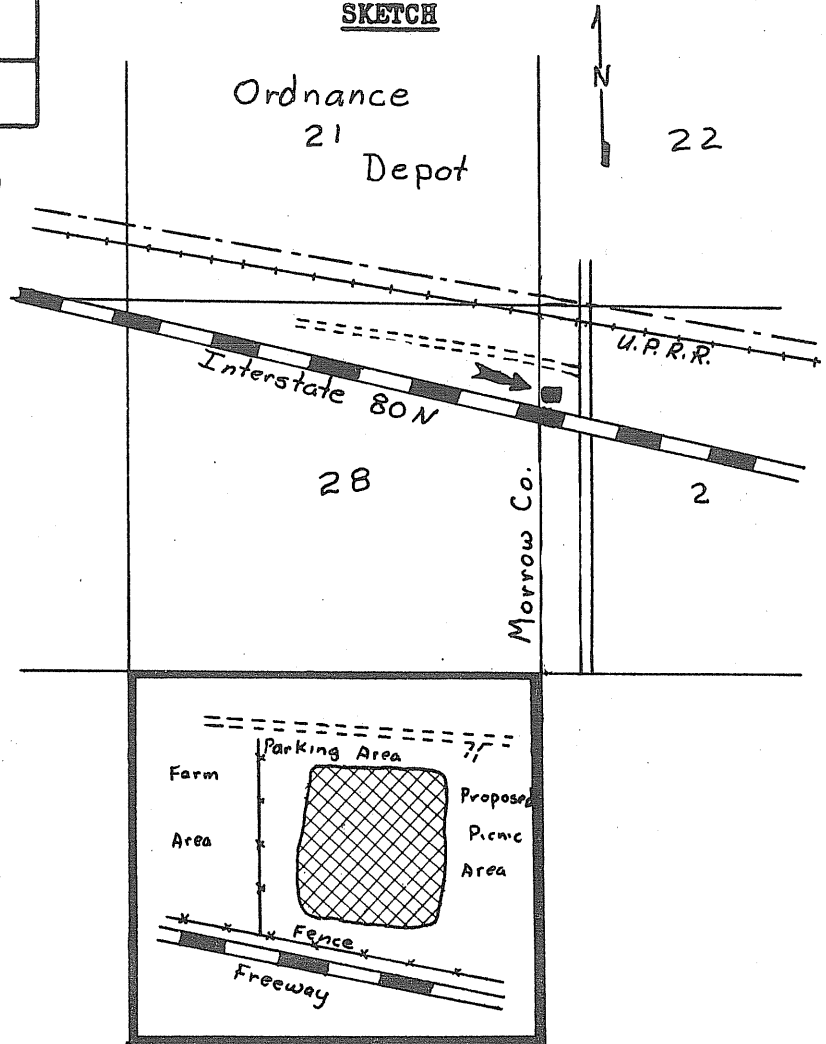 SKETCH
N
Ordnance
21
Depot
22
U.P.R.R.
Interstate 80N
28
2
Morrow Co.
Parking Area
Farm
Area
Proposed
Picnic
Area
Fence
Freeway